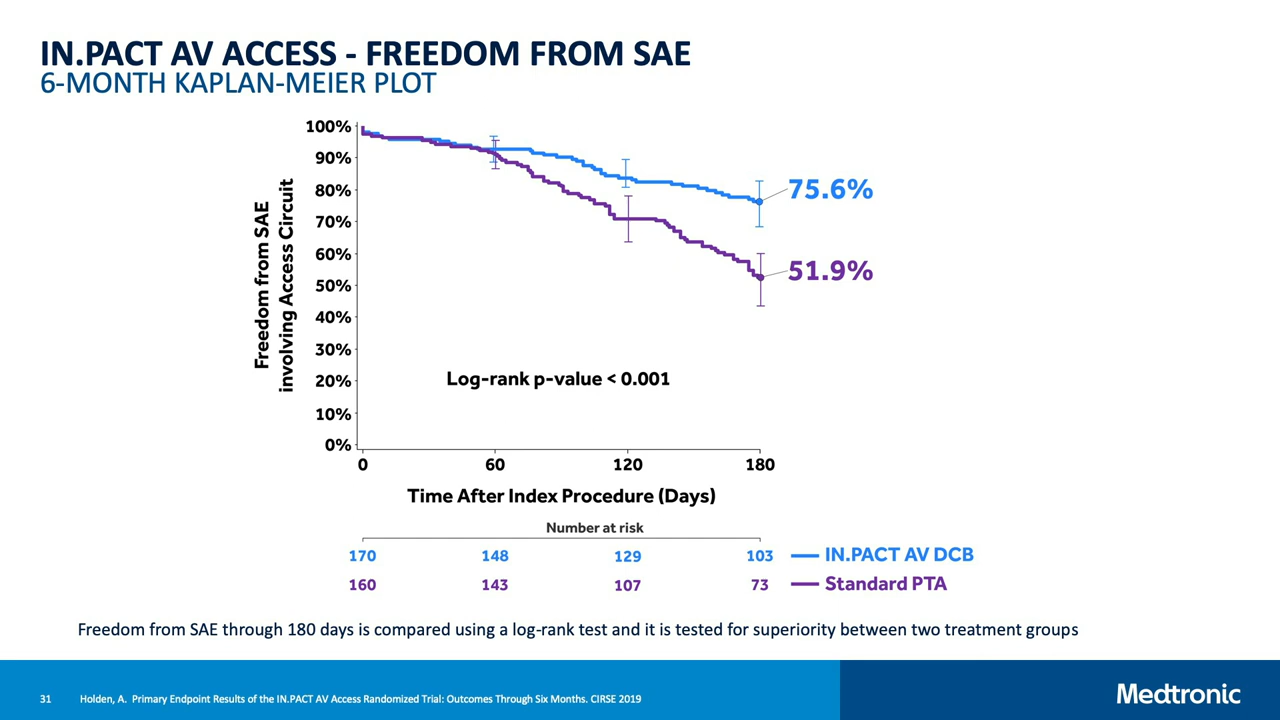 IN.PACT AV ACCESS - FREEDOM FROM SAE
6-MONTH KAPLAN-MEIER PLOT
Freedom from SAE
involving Access Circuit
100%
90%
80%
70%
60%
50%
40%
30%
20%
10%
0%
75.6%
51.9%
Log-rank p-value < 0.001
0 60 120 180
Time After Index Procedure (Days)
Number at risk
170 148 129 103 IN.PACT AV DCB
160 143 107 73 Standard PTA
Freedom from SAE through 180 days is compared using a log-rank test and it is tested for superiority between two treatment groups
31 Holden, A. Primary Endpoint Results of the IN.PACT AV Access Randomized Trial: Outcomes Through Six Months. CIRSE 2019
Medtronic